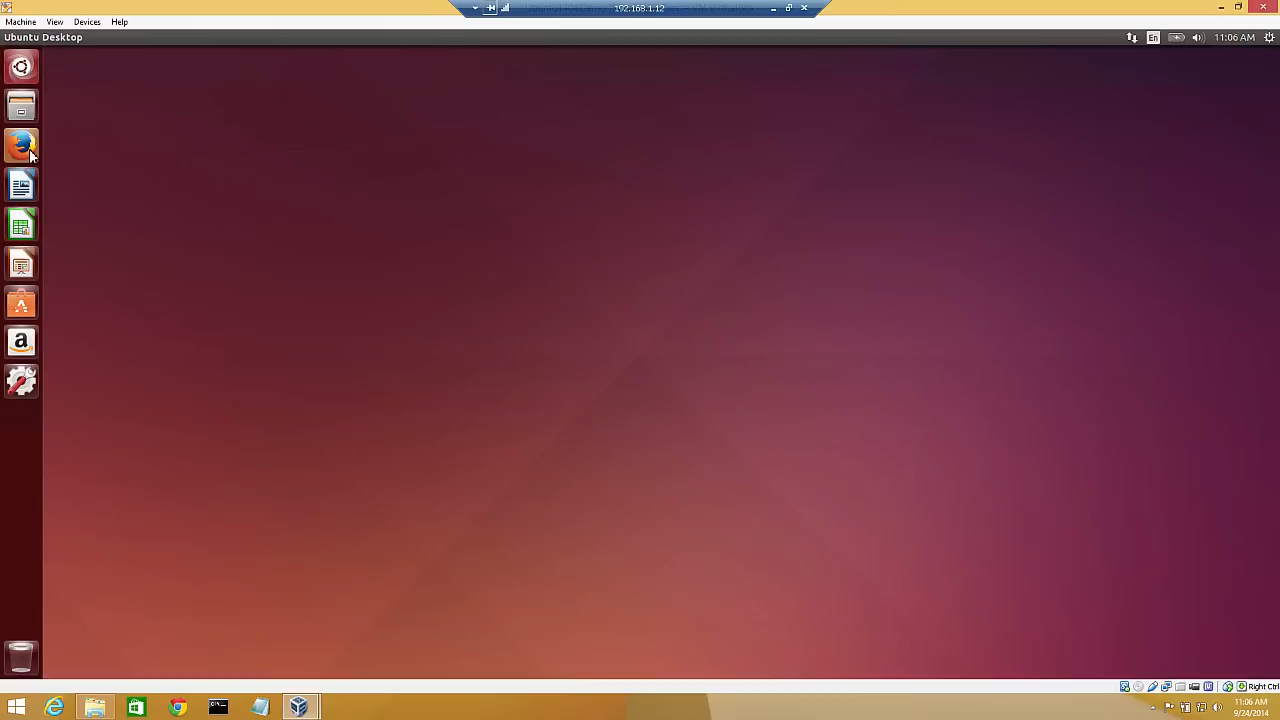 192.168.1.12
Machine View Devices Help
Ubuntu Desktop
En 11:06 AM
a
Right Ctrl
11:06 AM
9/24/2014